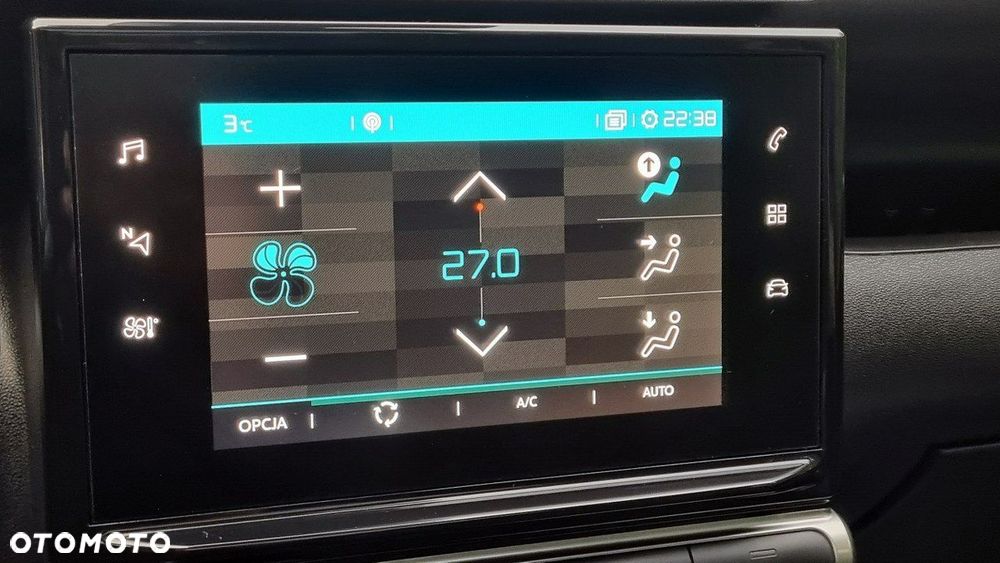 3°C
22:38
N
27.0
OPCJA
A/C
AUTO
OTOMOTO